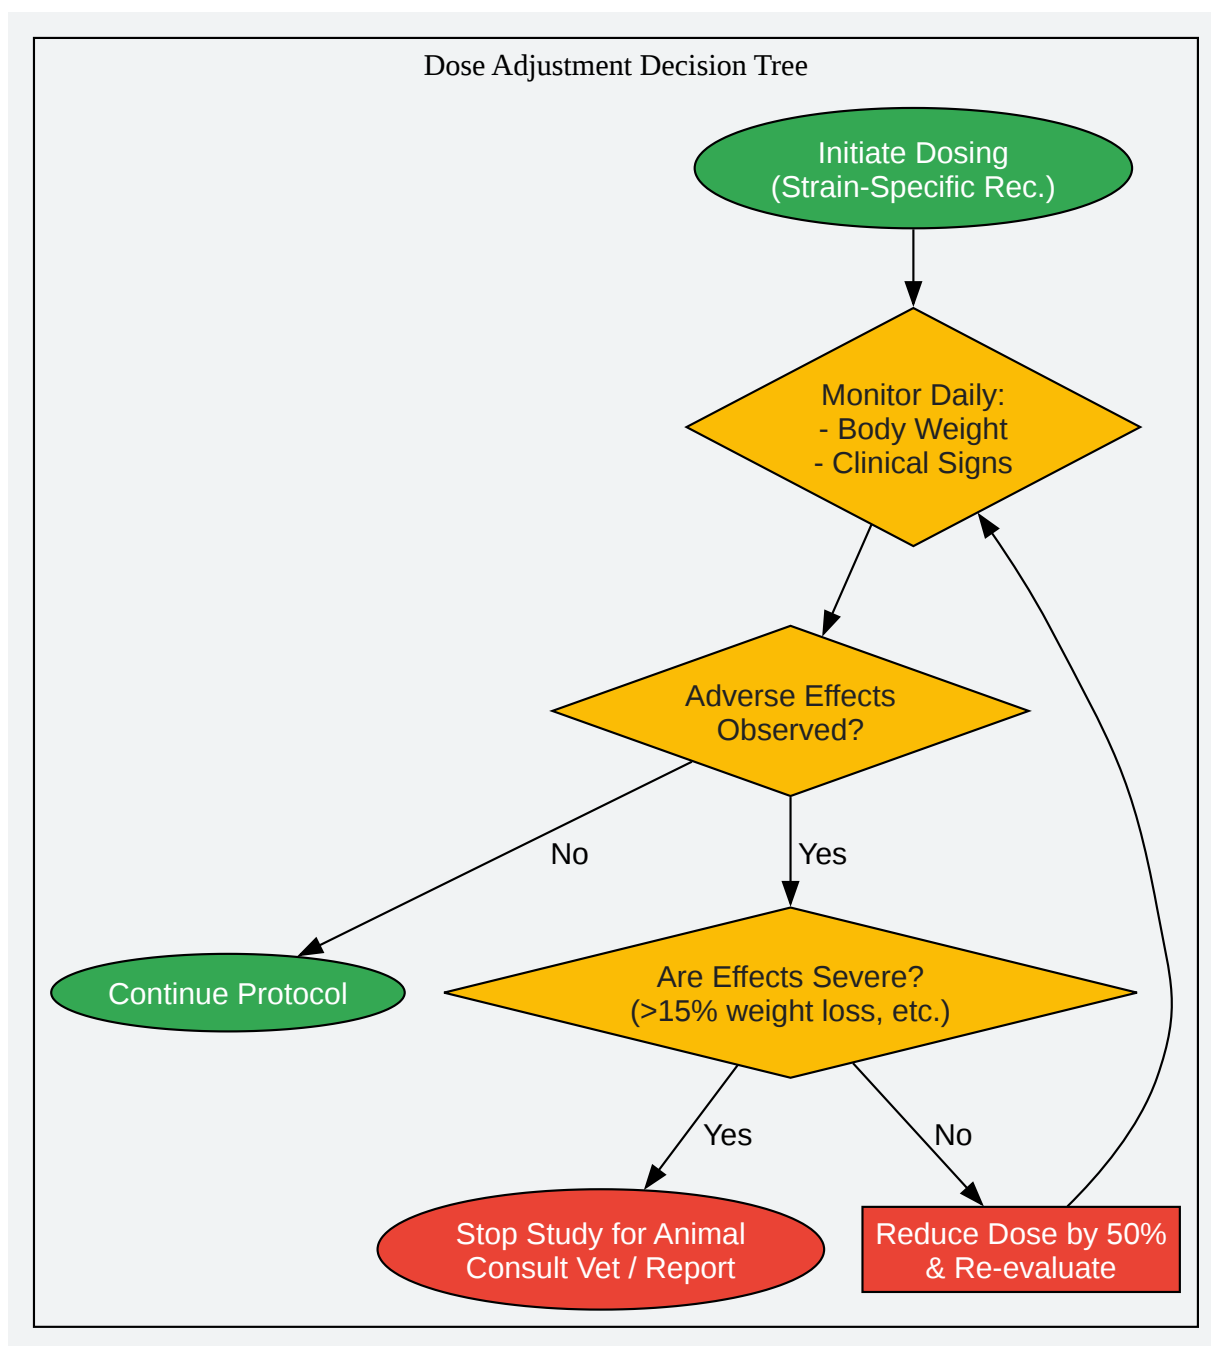 Dose Adjustment Decision Tree
Initiate Dosing
(Strain-Specific Rec.)
Monitor Daily:
- Body Weight
- Clinical Signs
Adverse Effects
Observed?
No
Yes
Continue Protocol
Are Effects Severe?
(>15% weight loss, etc.)
Yes
No
Stop Study for Animal
Consult Vet / Report
Reduce Dose by 50%
& Re-evaluate